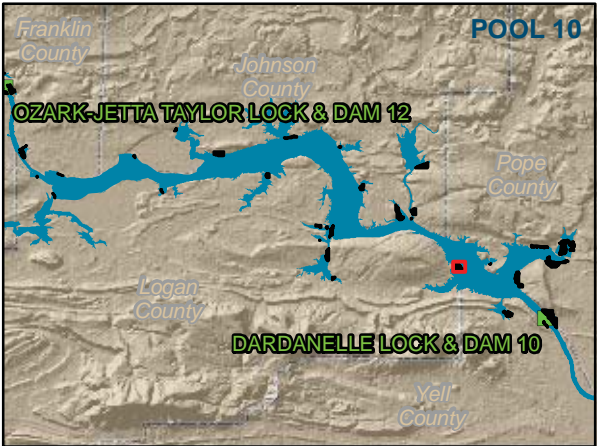 Franklin
County
POOL 10
Johnson
County
OZARK-JETTA TAYLOR LOCK & DAM 12
Pope
County
Logan
County
DARDANELLE LOCK & DAM 10
Yell
County